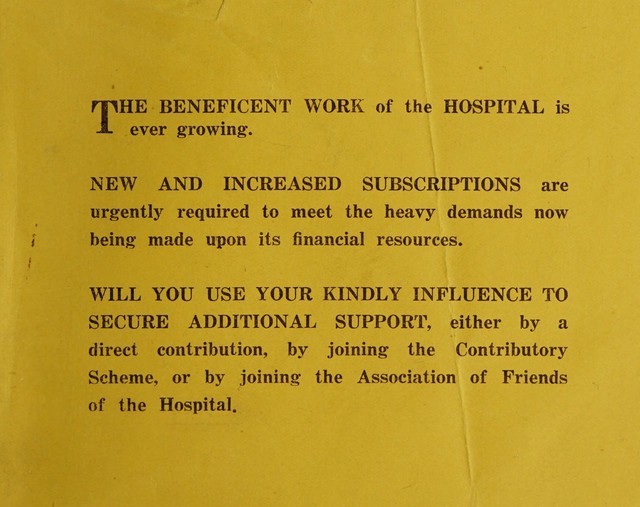 THE BENEFICENT WORK of the HOSPITAL is
ever growing.
NEW AND INCREASED SUBSCRIPTIONS are
urgently required to meet the heavy demands now
being made upon its financial resources.
WILL YOU USE YOUR KINDLY INFLUENCE TO
SECURE ADDITIONAL SUPPORT, either by a
direct contribution, by joining the Contributory
Scheme, or by joining the Association of Friends
of the Hospital.